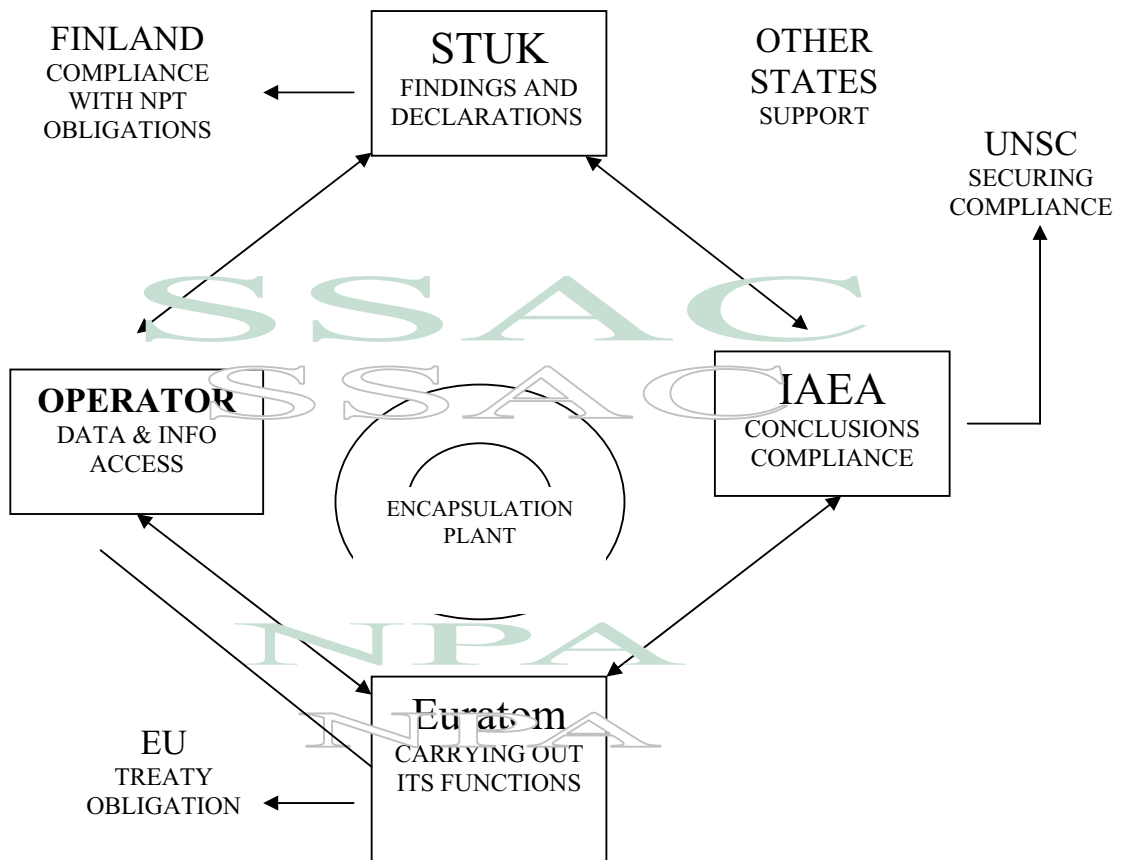 FINLAND
COMPLIANCE
WITH NPT
OBLIGATIONS
STUK
FINDINGS AND
DECLARATIONS
OTHER
STATES
SUPPORT
UNSC
SECURING
COMPLIANCE
SSAC
SSAC
OPERATOR
DATA & INFO
ACCESS
ENCAPSULATION
PLANT
IAEA
CONCLUSIONS
COMPLIANCE
NPA
NPA
Euratom
CARRYING OUT
ITS FUNCTIONS
EU
TREATY
OBLIGATION